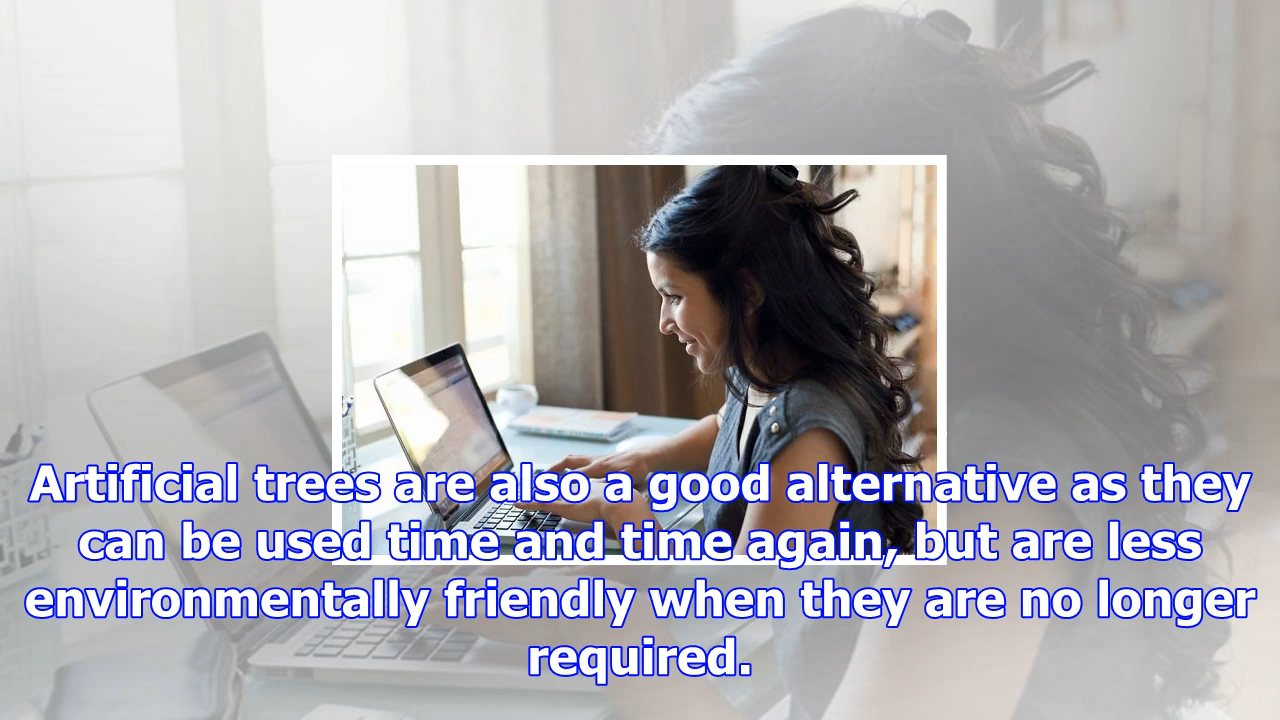 Artificial trees are also a good alternative as they
can be used time and time again, but are less
environmentally friendly when they are no longer
required.